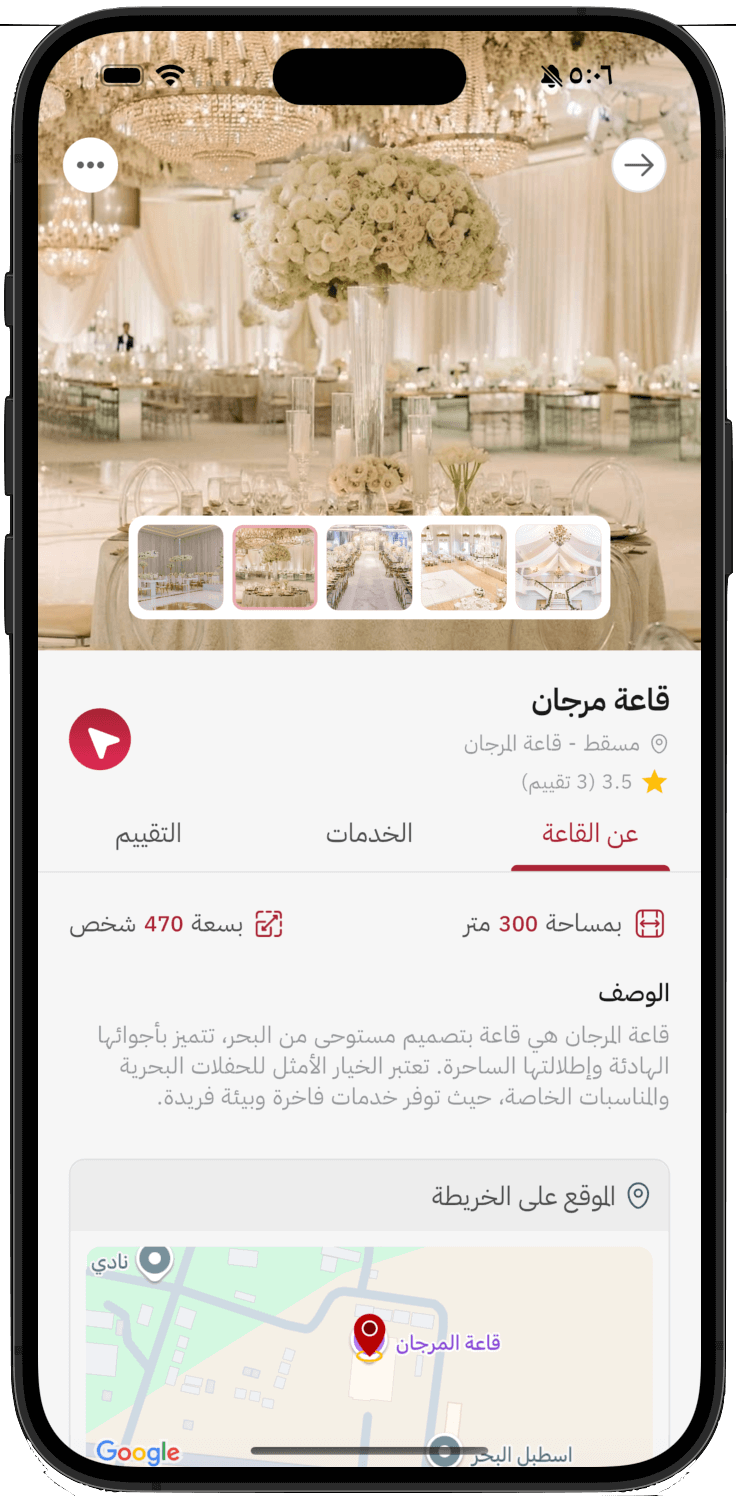 ٥:٠٦
قاعة مرجان
مسقط - قاعة المرجان
3.5 (3 تقييم)
عن القاعة
الخدمات
التقييم
بمساحة 300 متر
بسعة 470 شخص
الوصف
قاعة المرجان هي قاعة بتصميم مستوحى من البحر، تتميز بأجوائها
الهادئة وإطلالتها الساحرة. تعتبر الخيار الأمثل للحفلات البحرية
والمناسبات الخاصة، حيث توفر خدمات فاخرة وبيئة فريدة.
الموقع على الخريطة
نادي
قاعة المرجان
اسطبل البحر
Google